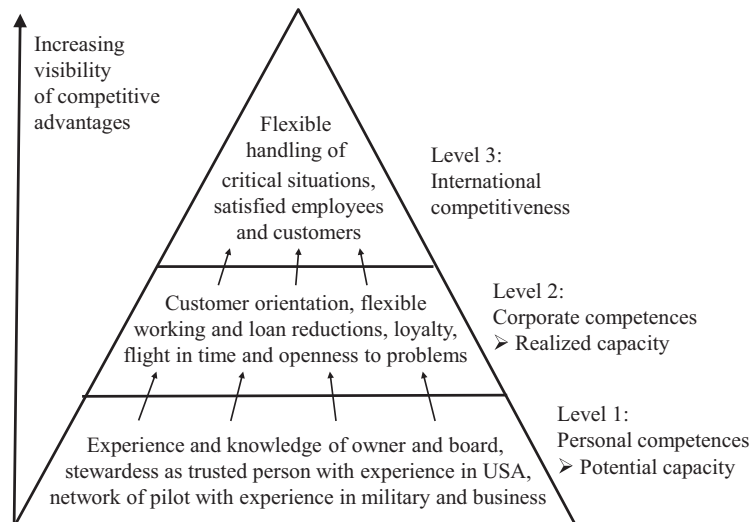 Increasing
visibility
of competitive
advantages
Flexible
handling of
critical situations,
satisfied employees
and customers
Level 3:
International
competitiveness
Customer orientation, flexible
working and loan reductions, loyalty,
flight in time and openness to problems
Level 2:
Corporate competences
➢ Realized capacity
Experience and knowledge of owner and board,
stewardess as trusted person with experience in USA,
network of pilot with experience in military and business
Level 1:
Personal competences
➢ Potential capacity